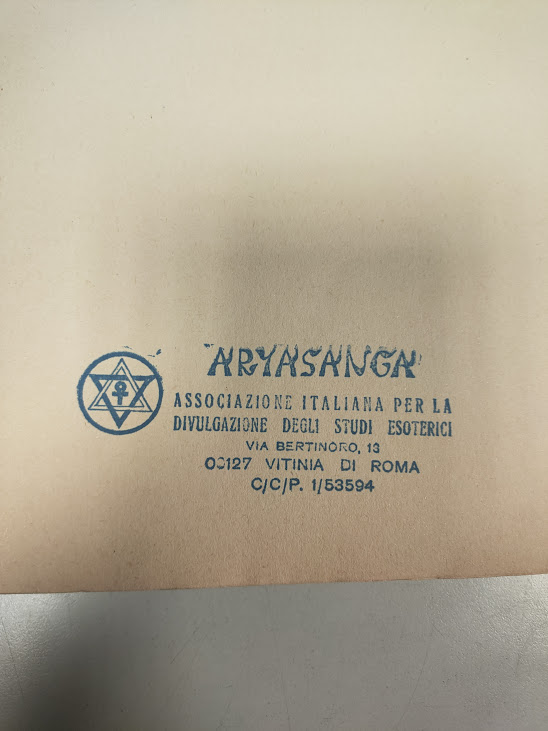 "ARYASANGA"
ASSOCIAZIONE ITALIANA PER LA
DIVULGAZIONE DEGLI STUDI ESOTERICI
VIA BERTINORO, 13
00127 VITINIA DI ROMA
C/C/P. 1/53594